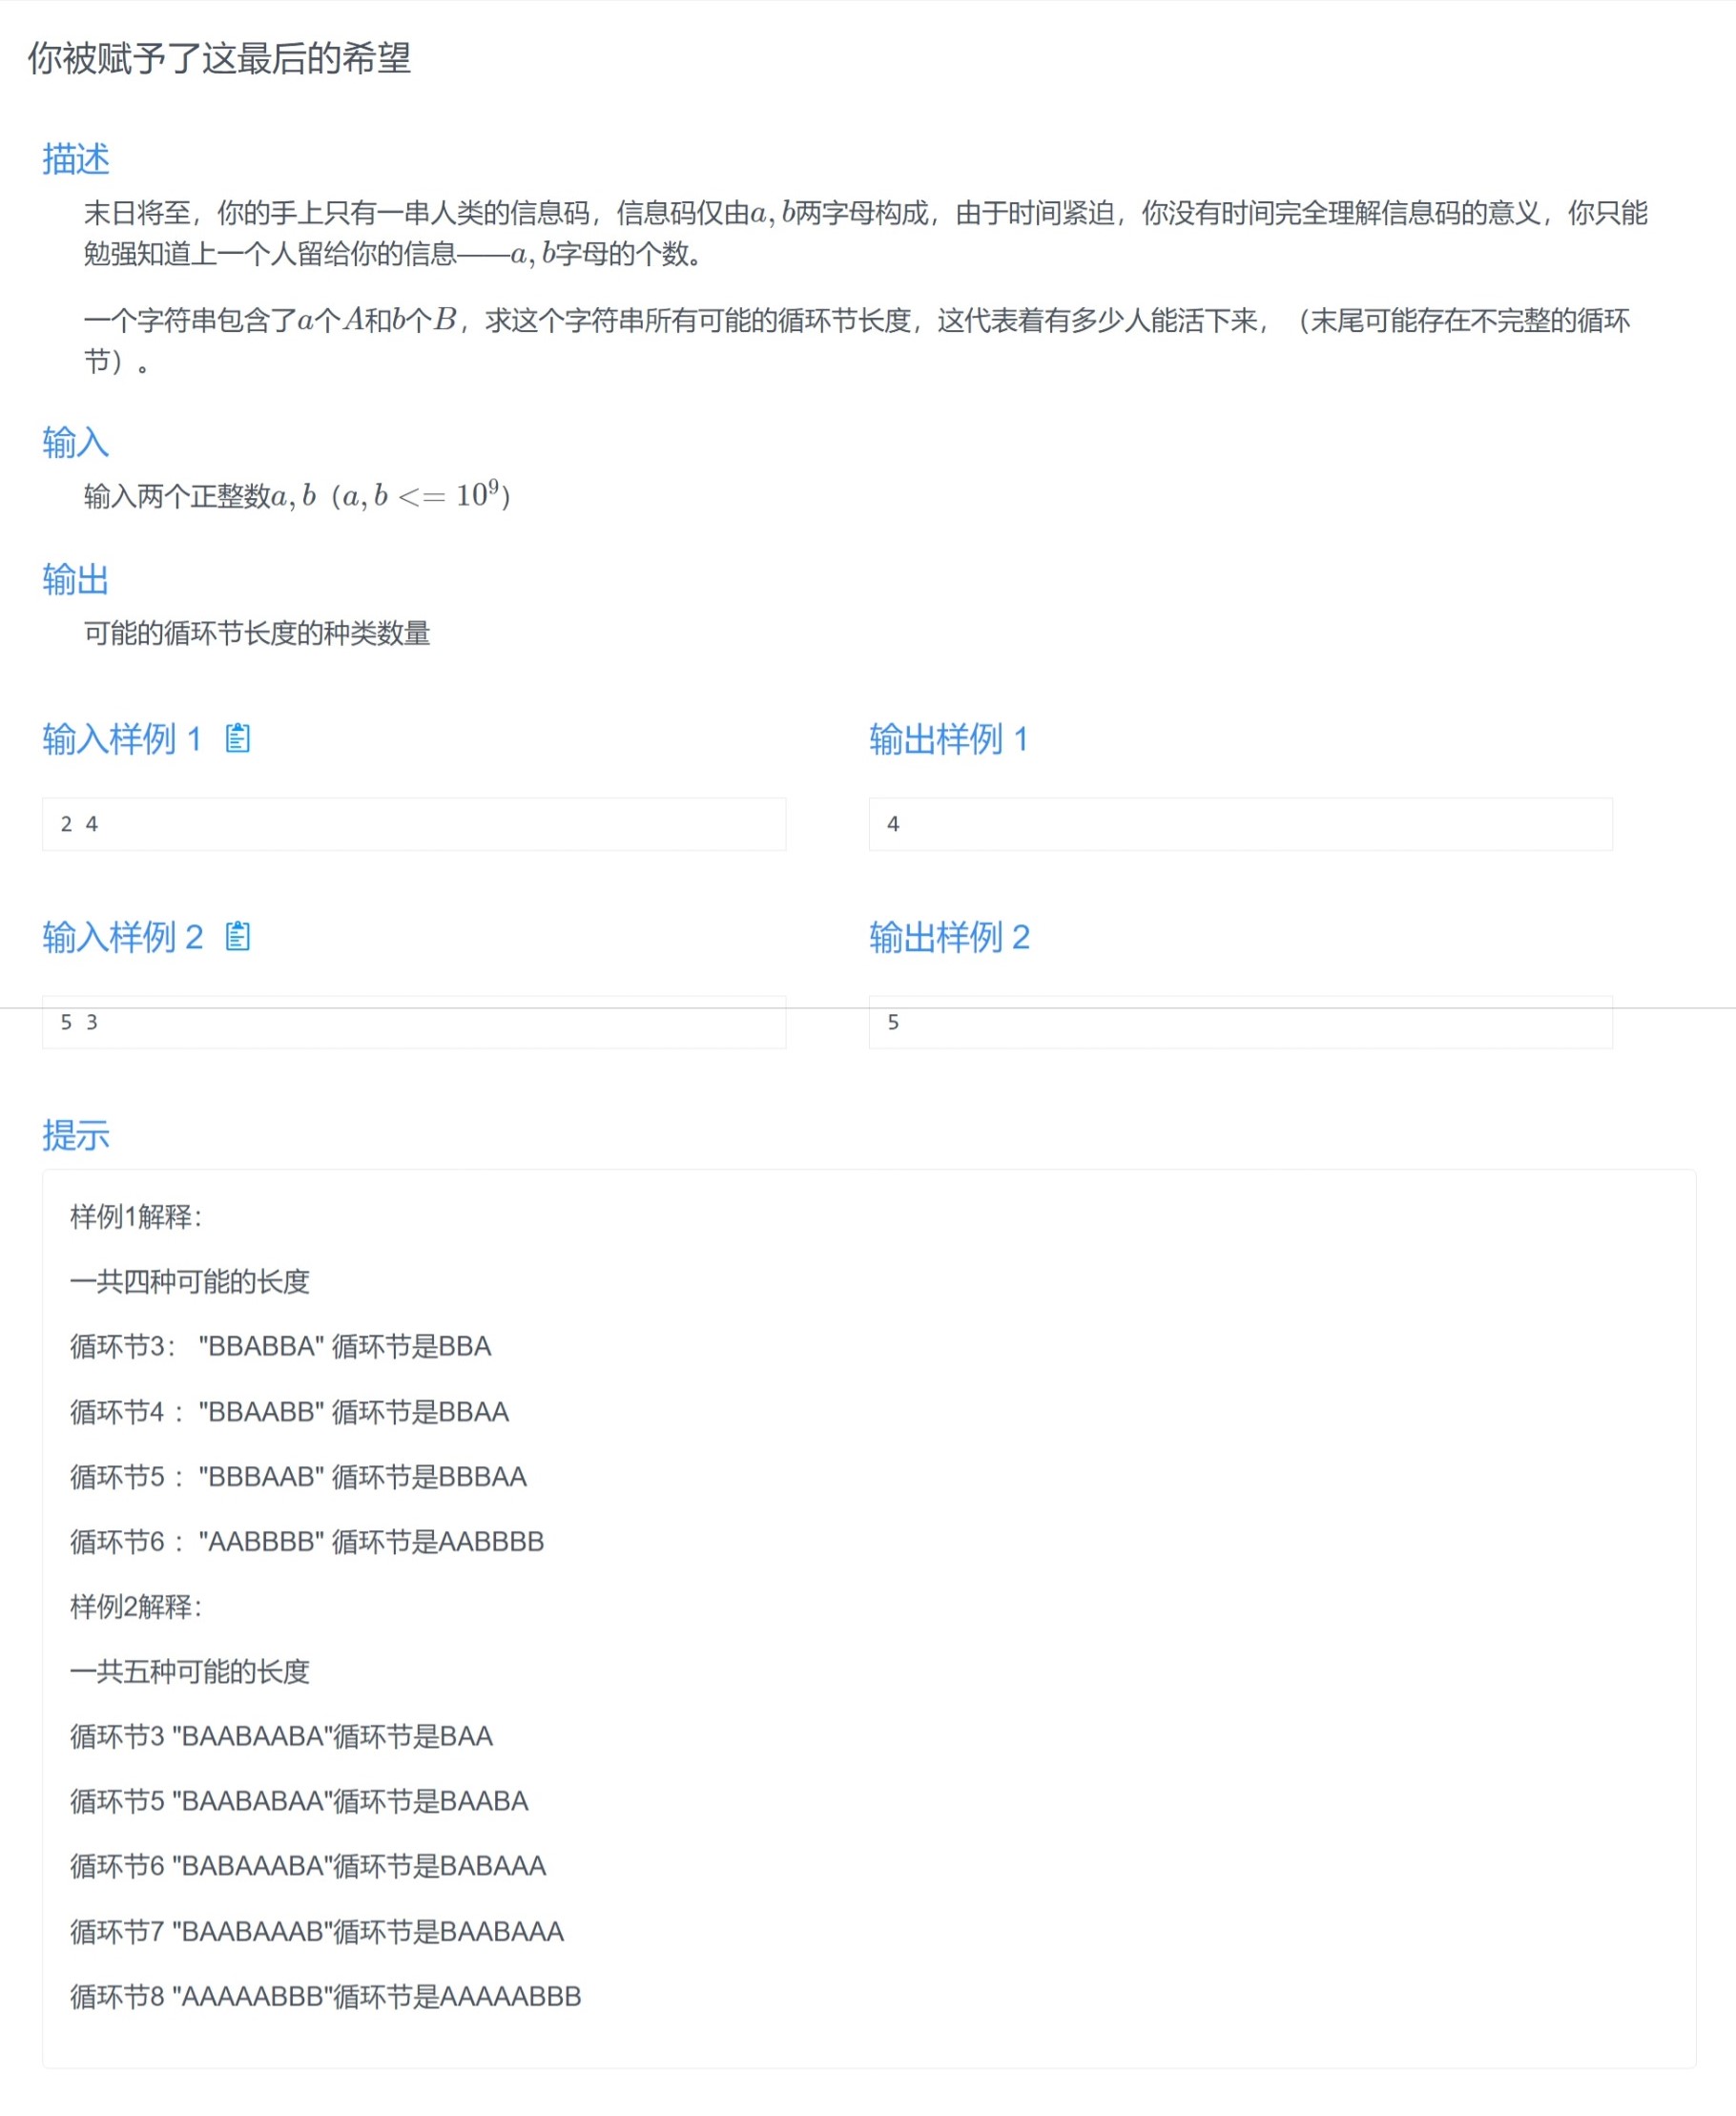 你被赋予了这最后的希望
描述
末日将至，你的手上只有一串人类的信息码，信息码仅由a, b两字母构成，由于时间紧迫，你没有时间完全理解信息码的意义，你只能
勉强知道上一个人留给你的信息——a, b字母的个数。
一个字符串包含了a个A和b个B，求这个字符串所有可能的循环节长度，这代表着有多少人能活下来，（末尾可能存在不完整的循环
节）。
输入
输入两个正整数a, b（a, b <= 10⁹）
输出
可能的循环节长度的种类数量
输入样例 1
输出样例 1
2 4
4
输入样例 2
输出样例 2
5 3
5
提示
样例1解释：
一共四种可能的长度
循环节3： "BBABBA" 循环节是BBA
循环节4 ："BBAABB" 循环节是BBAA
循环节5 ："BBBAAB" 循环节是BBBAA
循环节6 ："AABBBB" 循环节是AABBBB
样例2解释：
一共五种可能的长度
循环节3 "BAABAABA"循环节是BAA
循环节5 "BAABABAA"循环节是BAABA
循环节6 "BABAAABA"循环节是BABAAA
循环节7 "BAABAAAB"循环节是BAABAAA
循环节8 "AAAAABBB"循环节是AAAAABBB